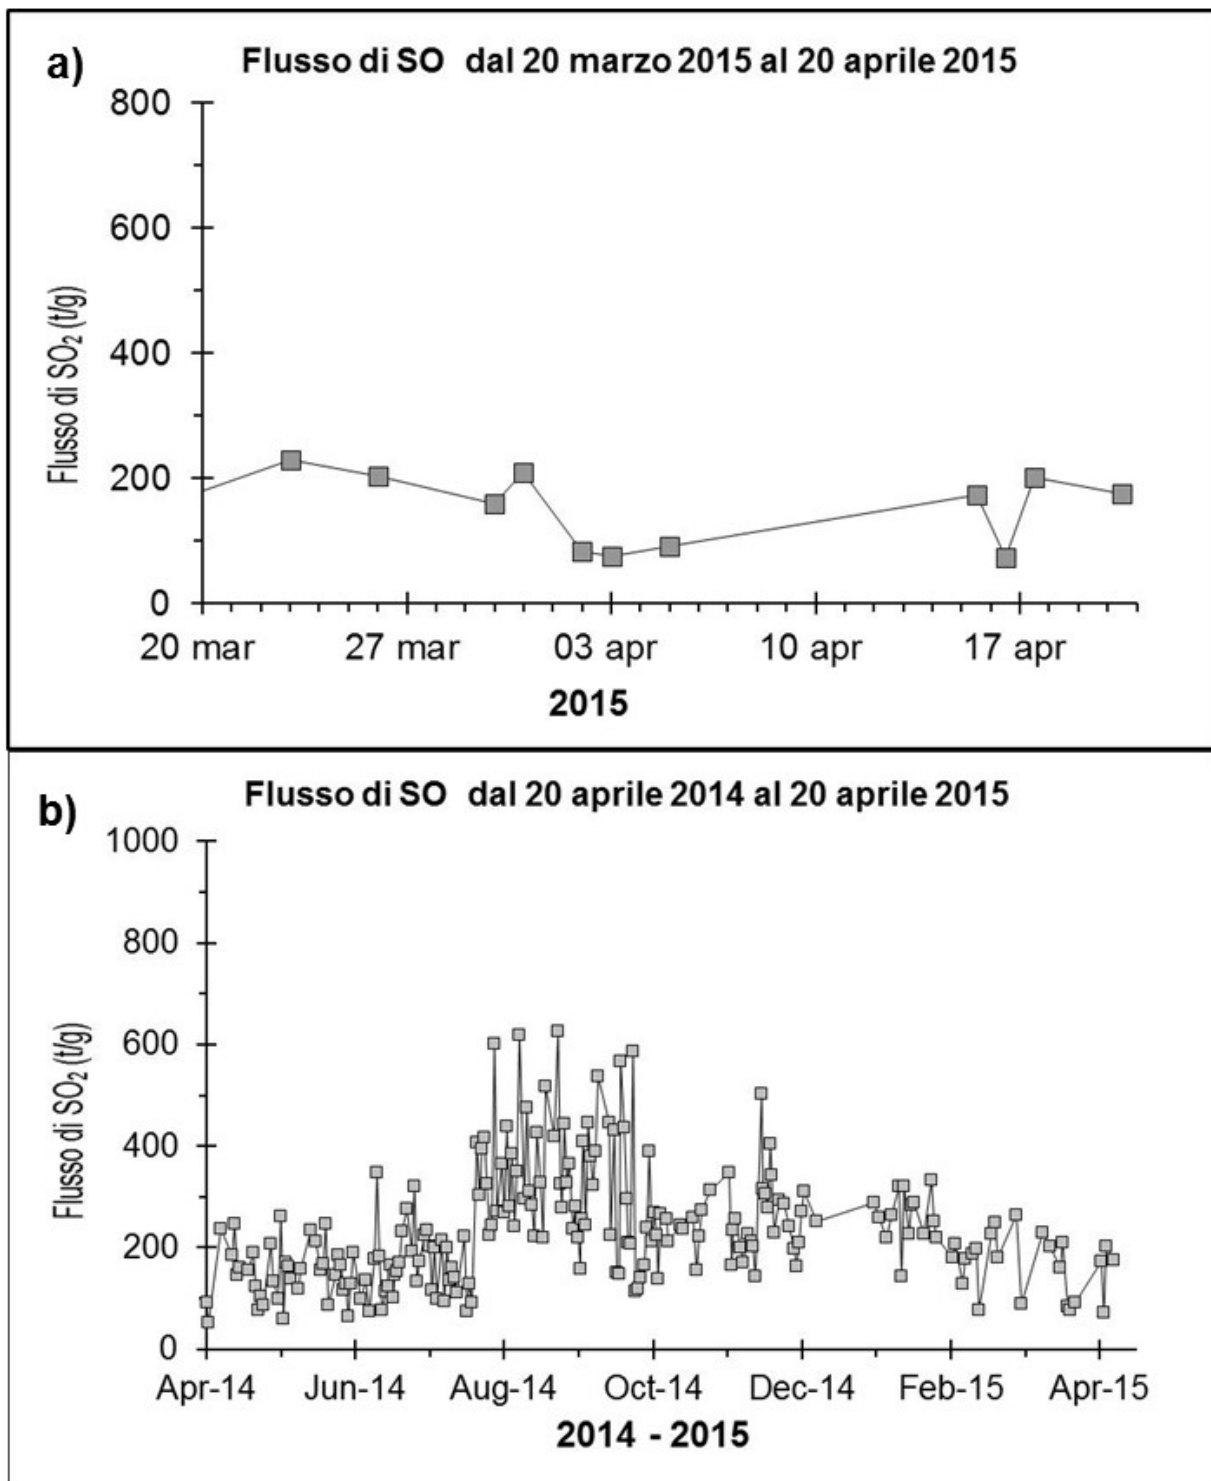 a)
Flusso di SO dal 20 marzo 2015 al 20 aprile 2015
800
600
400
200
0
Flusso di SO₂ (t/g)
20 mar 27 mar 03 apr 10 apr 17 apr
2015
b)
Flusso di SO dal 20 aprile 2014 al 20 aprile 2015
1000
800
600
400
200
0
Flusso di SO₂ (t/g)
Apr-14 Jun-14 Aug-14 Oct-14 Dec-14 Feb-15 Apr-15
2014 - 2015